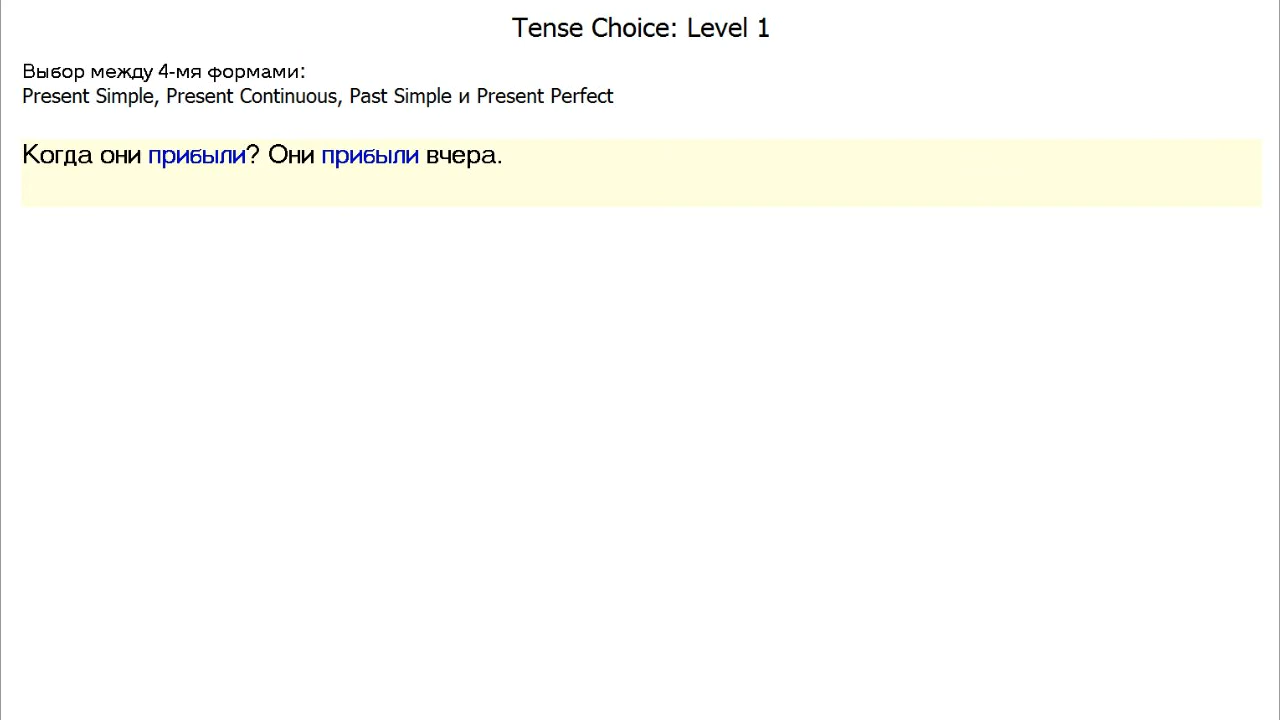 Tense Choice: Level 1
Выбор между 4-мя формами:
Present Simple, Present Continuous, Past Simple и Present Perfect
Когда они прибыли? Они прибыли вчера.